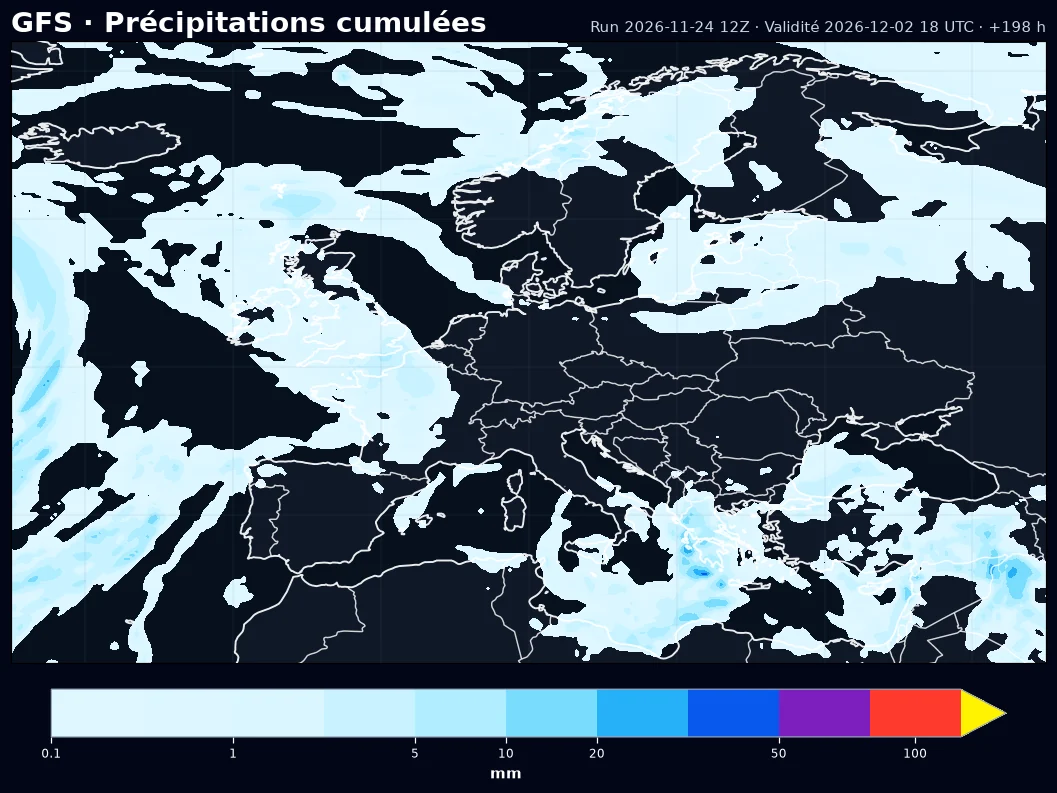 GFS · Précipitations cumulées
Run 2026-11-24 12Z · Validité 2026-12-02 18 UTC · +198 h
0.1 1 5 10 20 50 100
mm